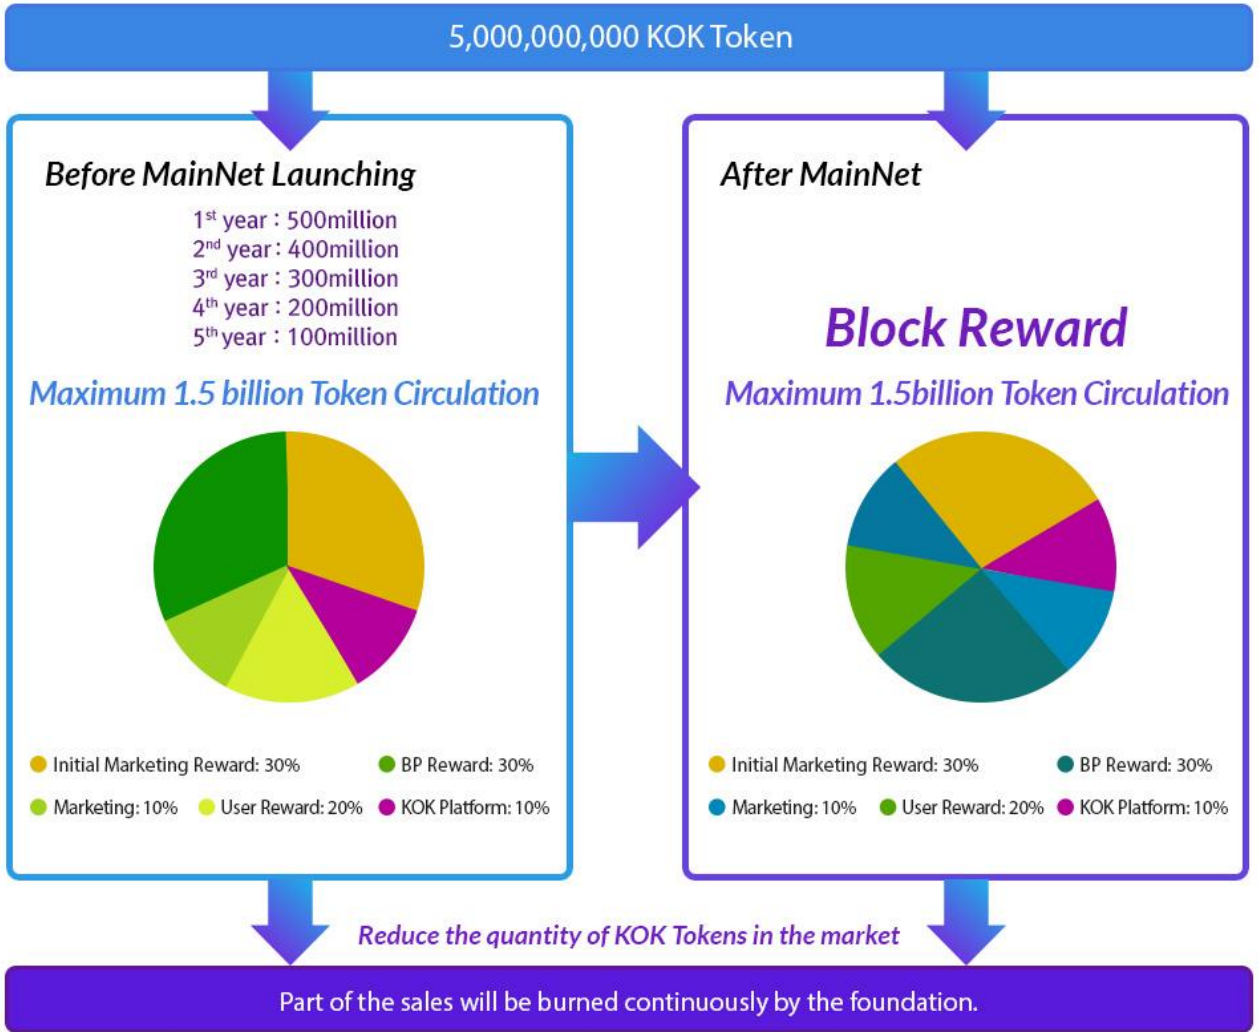 5,000,000,000 KOK Token
Before MainNet Launching
1st year : 500million
2nd year : 400million
3rd year : 300million
4th year : 200million
5th year : 100million
Maximum 1.5 billion Token Circulation
Initial Marketing Reward: 30%
BP Reward: 30%
Marketing: 10%
User Reward: 20%
KOK Platform: 10%
After MainNet
Block Reward
Maximum 1.5billion Token Circulation
Initial Marketing Reward: 30%
BP Reward: 30%
Marketing: 10%
User Reward: 20%
KOK Platform: 10%
Reduce the quantity of KOK Tokens in the market
Part of the sales will be burned continuously by the foundation.